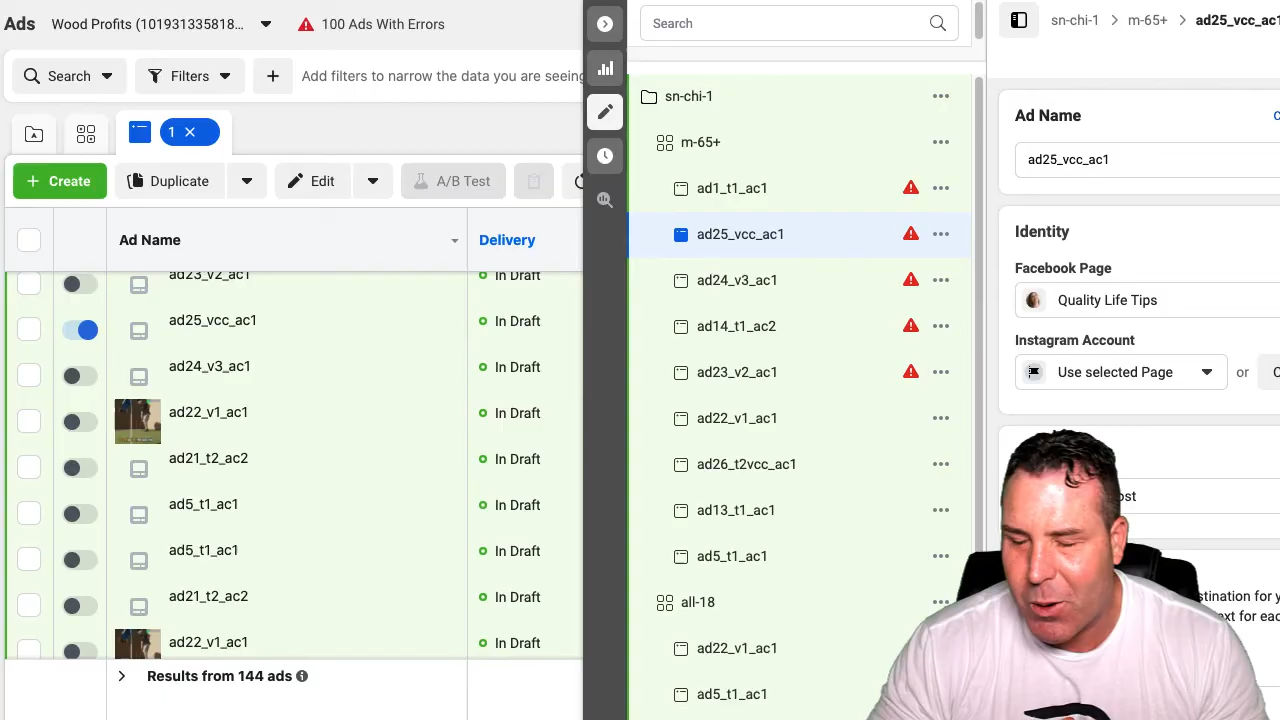 Ads
Wood Profits (101931335818...
100 Ads With Errors
Search
Filters
Add filters to narrow the data you are seeing
1
Create
Duplicate
Edit
A/B Test
Ad Name
Delivery
ad23_v2_ac1
In Draft
ad25_vcc_ac1
In Draft
ad24_v3_ac1
In Draft
ad22_v1_ac1
In Draft
ad21_t2_ac2
In Draft
ad5_t1_ac1
In Draft
ad5_t1_ac1
In Draft
ad21_t2_ac2
In Draft
ad22_v1_ac1
In Draft
Results from 144 ads
Search
sn-chi-1
m-65+
ad1_t1_ac1
ad25_vcc_ac1
ad24_v3_ac1
ad14_t1_ac2
ad23_v2_ac1
ad22_v1_ac1
ad26_t2vcc_ac1
ad13_t1_ac1
ad5_t1_ac1
all-18
ad22_v1_ac1
ad5_t1_ac1
sn-chi-1
m-65+
ad25_vcc_ac1
Ad Name
ad25_vcc_ac1
Identity
Facebook Page
Quality Life Tips
Instagram Account
Use selected Page
or